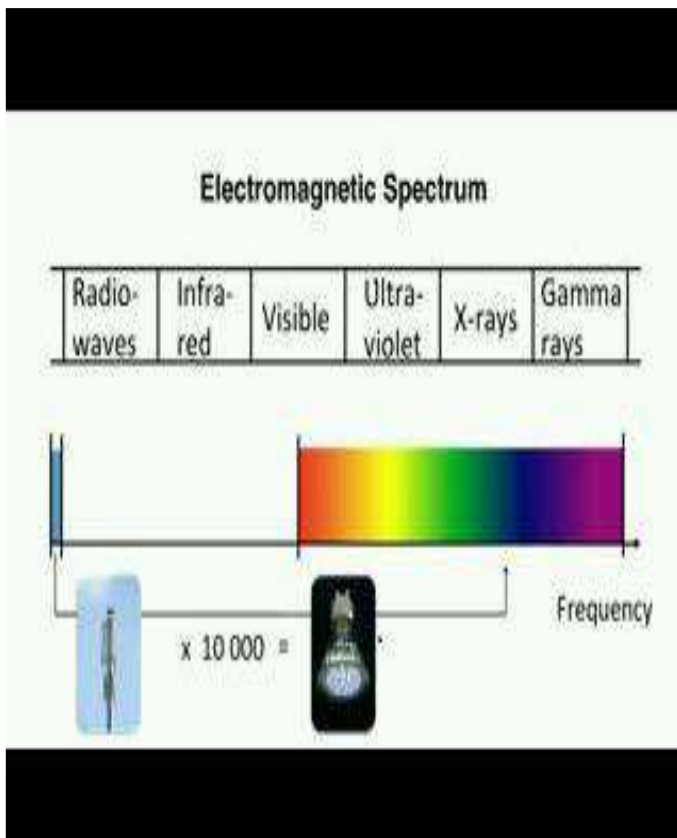 Electromagnetic Spectrum
Radio- Infra- Visible Ultra- X-rays Gamma
waves red violet rays
Frequency
x 10 000 =